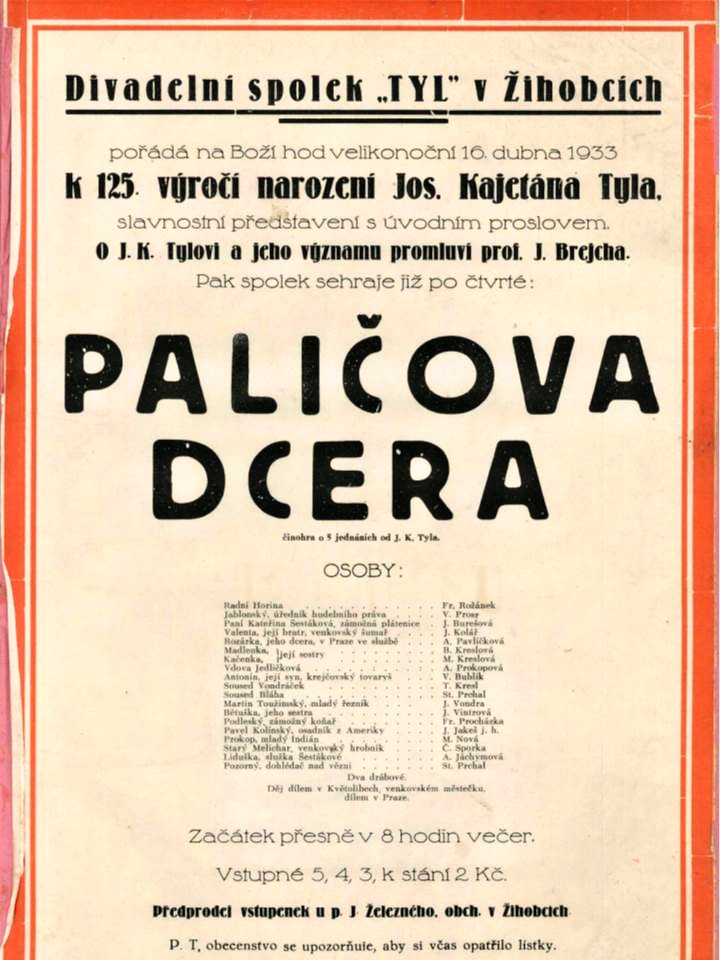 Divadelní spolek „TYL" v Žihobcích
pořádá na Boží hod velikonoční 16. dubna 1933
k 125. výročí narození Jos. Kajetána Tyla,
slavnostní představení s úvodním proslovem.
O J. K. Tylovi a jeho významu promluví prof. J. Brejcha.
Pak spolek sehraje již po čtvrté:
PALIČOVA
DCERA
činohra o 5 jednáních od J. K. Tyla.
OSOBY:
Radní Horina . . . . . . . . . . . Fr. Rožánek
Jablonský, úředník hudebního práva . . . V. Prosr
Paní Kateřina Šestáková, zámožná plátenice . J. Burešová
Valenta, její bratr, venkovský šumař . . . . J. Kolář
Rozárka, jeho dcera, v Praze ve službě . . . A. Pavlíčková
Madlenka, B. Kreslová
Kačenka, její sestry M. Kreslová
Vdova Jedličková . . . . . . . . . A. Prokopová
Antonín, její syn, krejčovský tovaryš . . . . V. Bublík
Soused Vondráček . . . . . . . . . T. Kresl
Soused Bláha . . . . . . . . . . . St. Prchal
Martin Toužimský, mladý řezník . . . . . J. Vondra
Bětuška, jeho sestra . . . . . . . . J. Vintrová
Podleský, zámožný koňař . . . . . . . Fr. Procházka
Pavel Kolinský, osadník z Ameriky . . . . J. Jakeš j. h.
Prokop, mladý Indián . . . . . . . . M. Nová
Starý Melichar, venkovský hrobník . . . . Č. Sporka
Liduška, služka Šestákové . . . . . . . A. Jáchymová
Pozorný, dohlédač nad vězni . . . . . . St. Prchal
Dva drábové.
Děj dílem v Květolibech, venkovském městečku,
dílem v Praze.
Začátek přesně v 8 hodin večer.
Vstupné 5, 4, 3, k stání 2 Kč.
Předprodej vstupenek u p. J. Železného, obch. v Žihobcích
P. T. obecenstvo se upozorňuje, aby si včas opatřilo lístky.